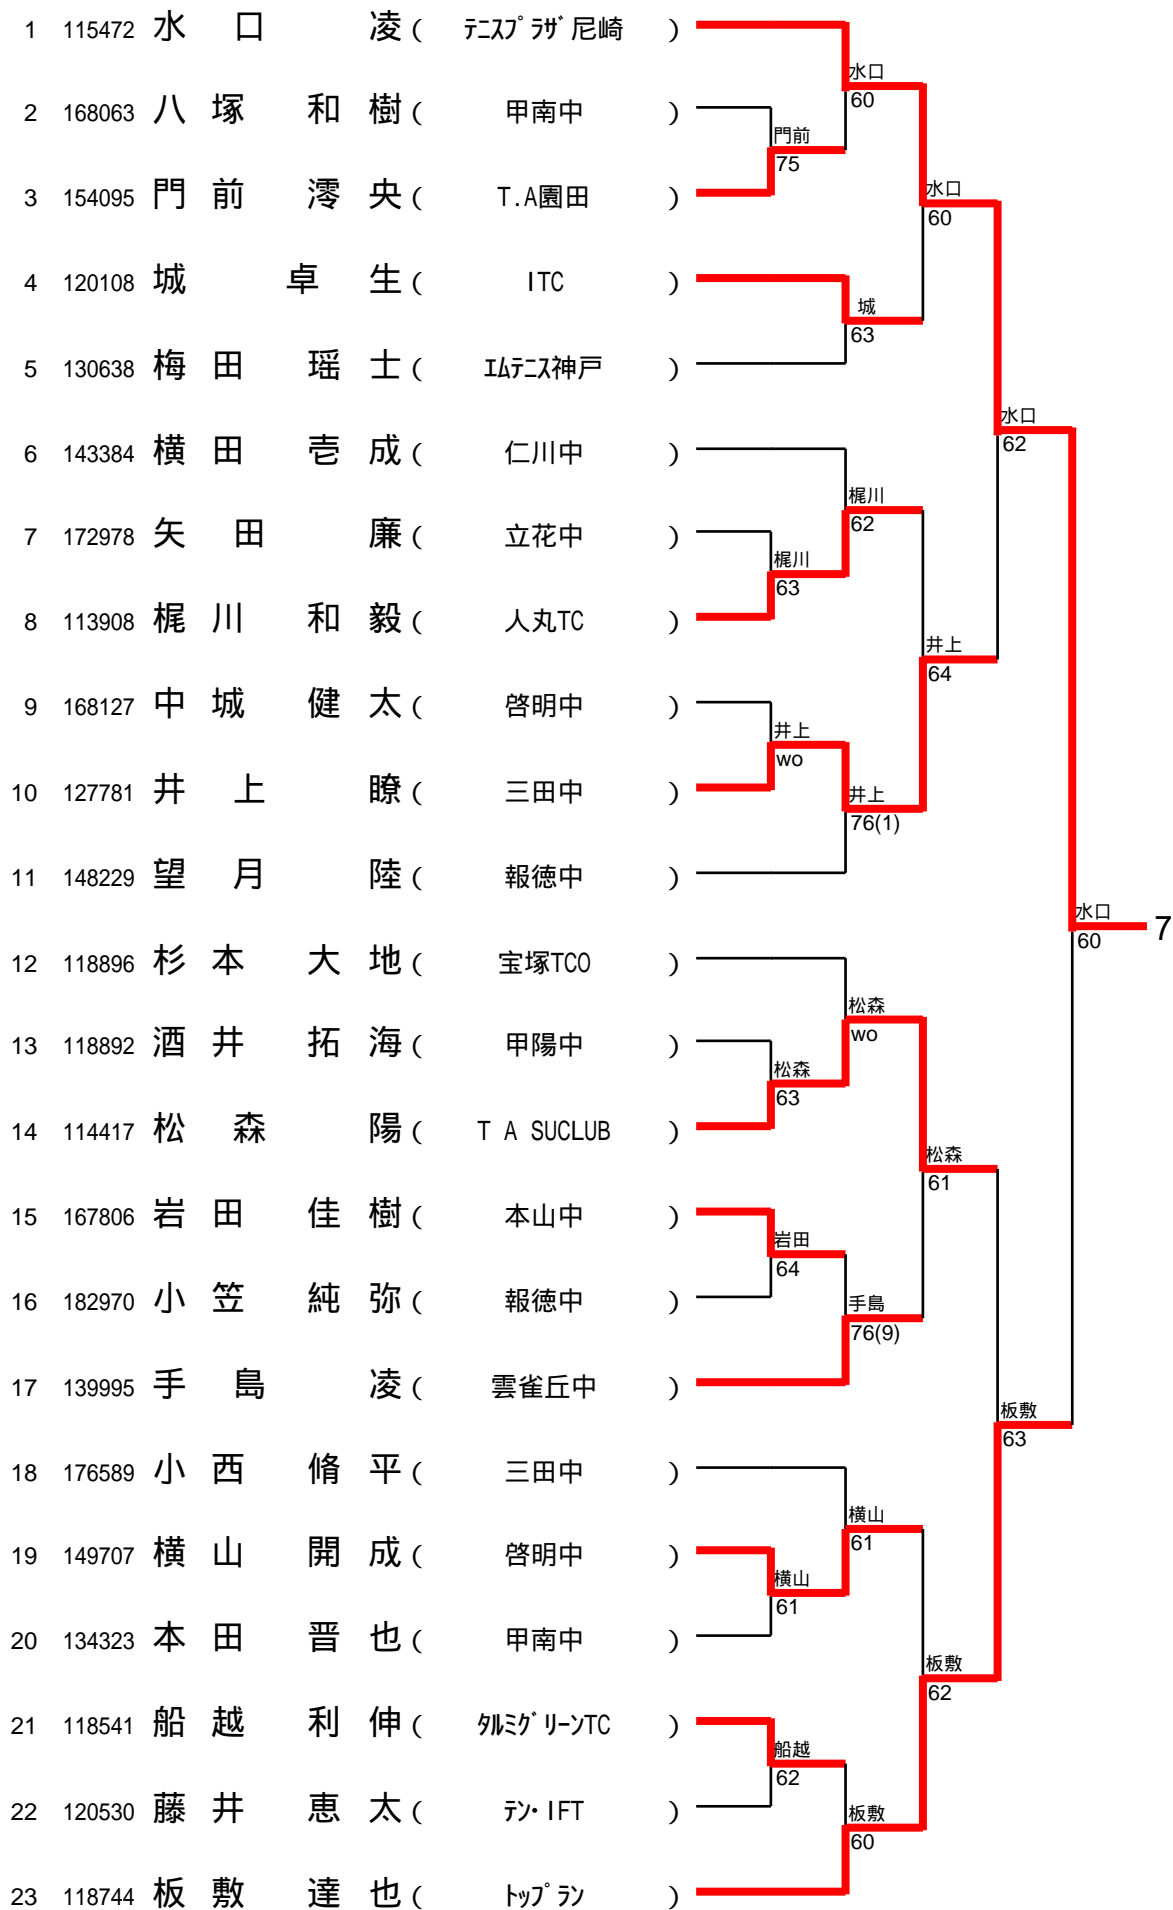 1 115472 水 口 凌 ( テニスプラザ尼崎 )
水口
60
2 168063 八 塚 和 樹 ( 甲南中 )
門前
75
3 154095 門 前 澪 央 ( T.A園田 )
水口
60
4 120108 城 卓 生 ( ITC )
城
63
5 130638 梅 田 瑶 士 ( エムテニス神戸 )
水口
62
6 143384 横 田 壱 成 ( 仁川中 )
梶川
62
7 172978 矢 田 廉 ( 立花中 )
梶川
63
8 113908 梶 川 和 毅 ( 人丸TC )
井上
64
9 168127 中 城 健 太 ( 啓明中 )
井上
wo
10 127781 井 上 瞭 ( 三田中 )
井上
76(1)
11 148229 望 月 陸 ( 報徳中 )
水口
60
7
12 118896 杉 本 大 地 ( 宝塚TCO )
松森
wo
13 118892 酒 井 拓 海 ( 甲陽中 )
松森
63
14 114417 松 森 陽 ( T A SUCLUB )
松森
61
15 167806 岩 田 佳 樹 ( 本山中 )
岩田
64
16 182970 小 笠 純 弥 ( 報徳中 )
手島
76(9)
17 139995 手 島 凌 ( 雲雀丘中 )
板敷
63
18 176589 小 西 脩 平 ( 三田中 )
横山
61
19 149707 横 山 開 成 ( 啓明中 )
横山
61
20 134323 本 田 晋 也 ( 甲南中 )
板敷
62
21 118541 船 越 利 伸 ( タルミグリーンTC )
船越
62
22 120530 藤 井 恵 太 ( テン・IFT )
板敷
60
23 118744 板 敷 達 也 ( トップラン )